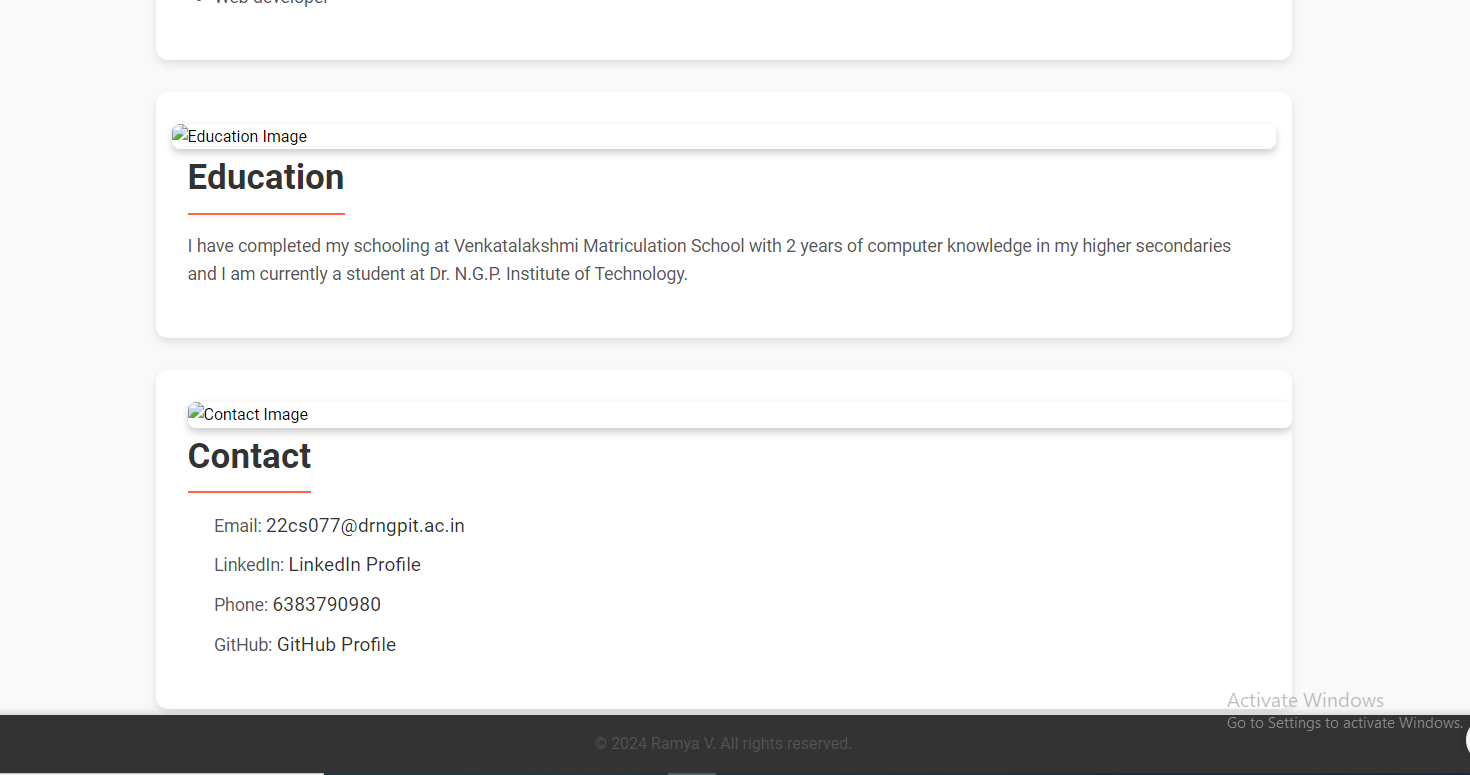 Web developer
Education Image
Education
I have completed my schooling at Venkatalakshmi Matriculation School with 2 years of computer knowledge in my higher secondaries
and I am currently a student at Dr. N.G.P. Institute of Technology.
Contact Image
Contact
Email: 22cs077@drngpit.ac.in
LinkedIn: LinkedIn Profile
Phone: 6383790980
GitHub: GitHub Profile
Activate Windows
Go to Settings to activate Windows.
© 2024 Ramya V. All rights reserved.